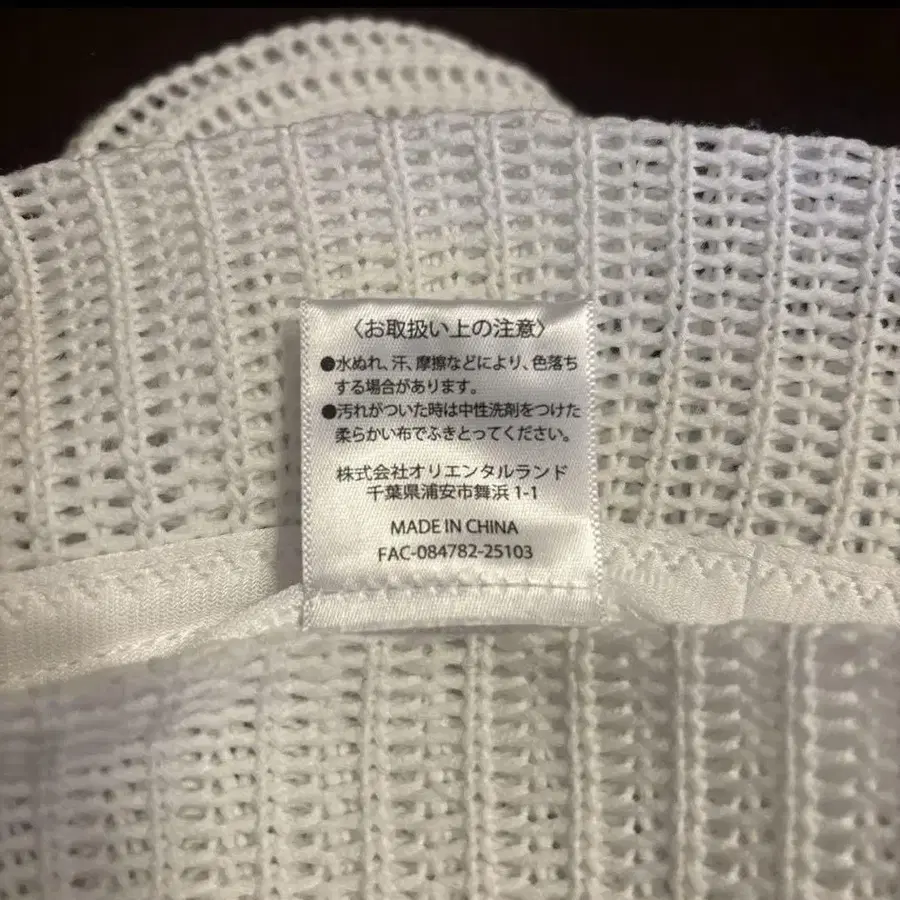 〈お取扱い上の注意〉
●水ぬれ、汗、摩擦などにより、色落ち
する場合があります。
●汚れがついた時は中性洗剤をつけた
柔らかい布でふきとってください。
株式会社オリエンタルランド
千葉県浦安市舞浜 1-1
MADE IN CHINA
FAC-084782-25103